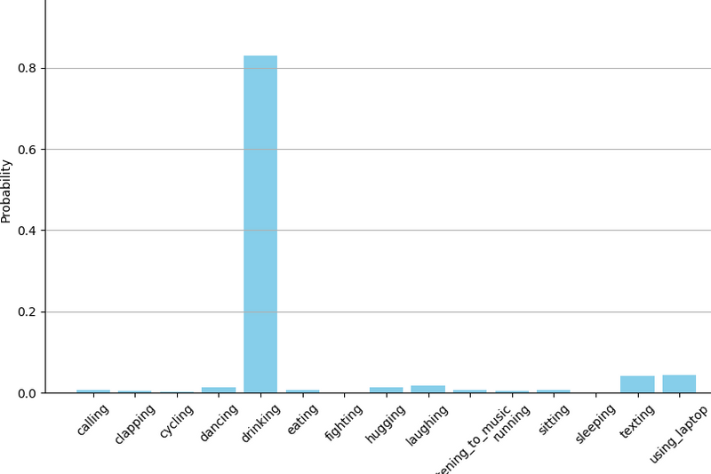 Probability
0.8
0.6
0.4
0.2
0.0
calling
clapping
cycling
dancing
drinking
eating
fighting
hugging
laughing
tening_to_music
running
sitting
sleeping
texting
using_laptop